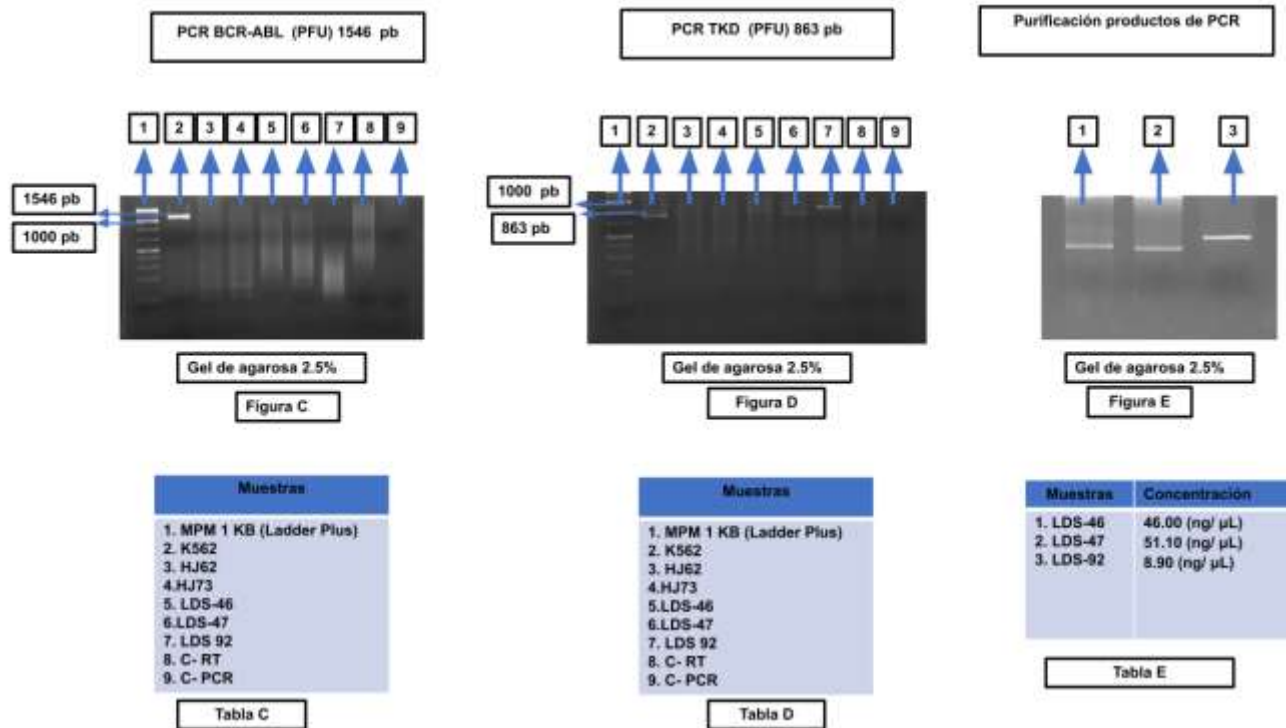 PCR BCR-ABL (PFU) 1546 pb
1 2 3 4 5 6 7 8 9
1546 pb
1000 pb
Gel de agarosa 2.5%
Figura C
Muestras
1. MPM 1 KB (Ladder Plus)
2. K562
3. HJ62
4.HJ73
5. LDS-46
6.LDS-47
7. LDS 92
8. C- RT
9. C- PCR
Tabla C
PCR TKD (PFU) 863 pb
1 2 3 4 5 6 7 8 9
1000 pb
863 pb
Gel de agarosa 2.5%
Figura D
Muestras
1. MPM 1 KB (Ladder Plus)
2. K562
3. HJ62
4.HJ73
5.LDS-46
6.LDS-47
7. LDS 92
8. C- RT
9. C- PCR
Tabla D
Purificación productos de PCR
1 2 3
Gel de agarosa 2.5%
Figura E
Muestras Concentración
1. LDS-46 46.00 (ng/ µL)
2. LDS-47 51.10 (ng/ µL)
3. LDS-92 8.90 (ng/ µL)
Tabla E